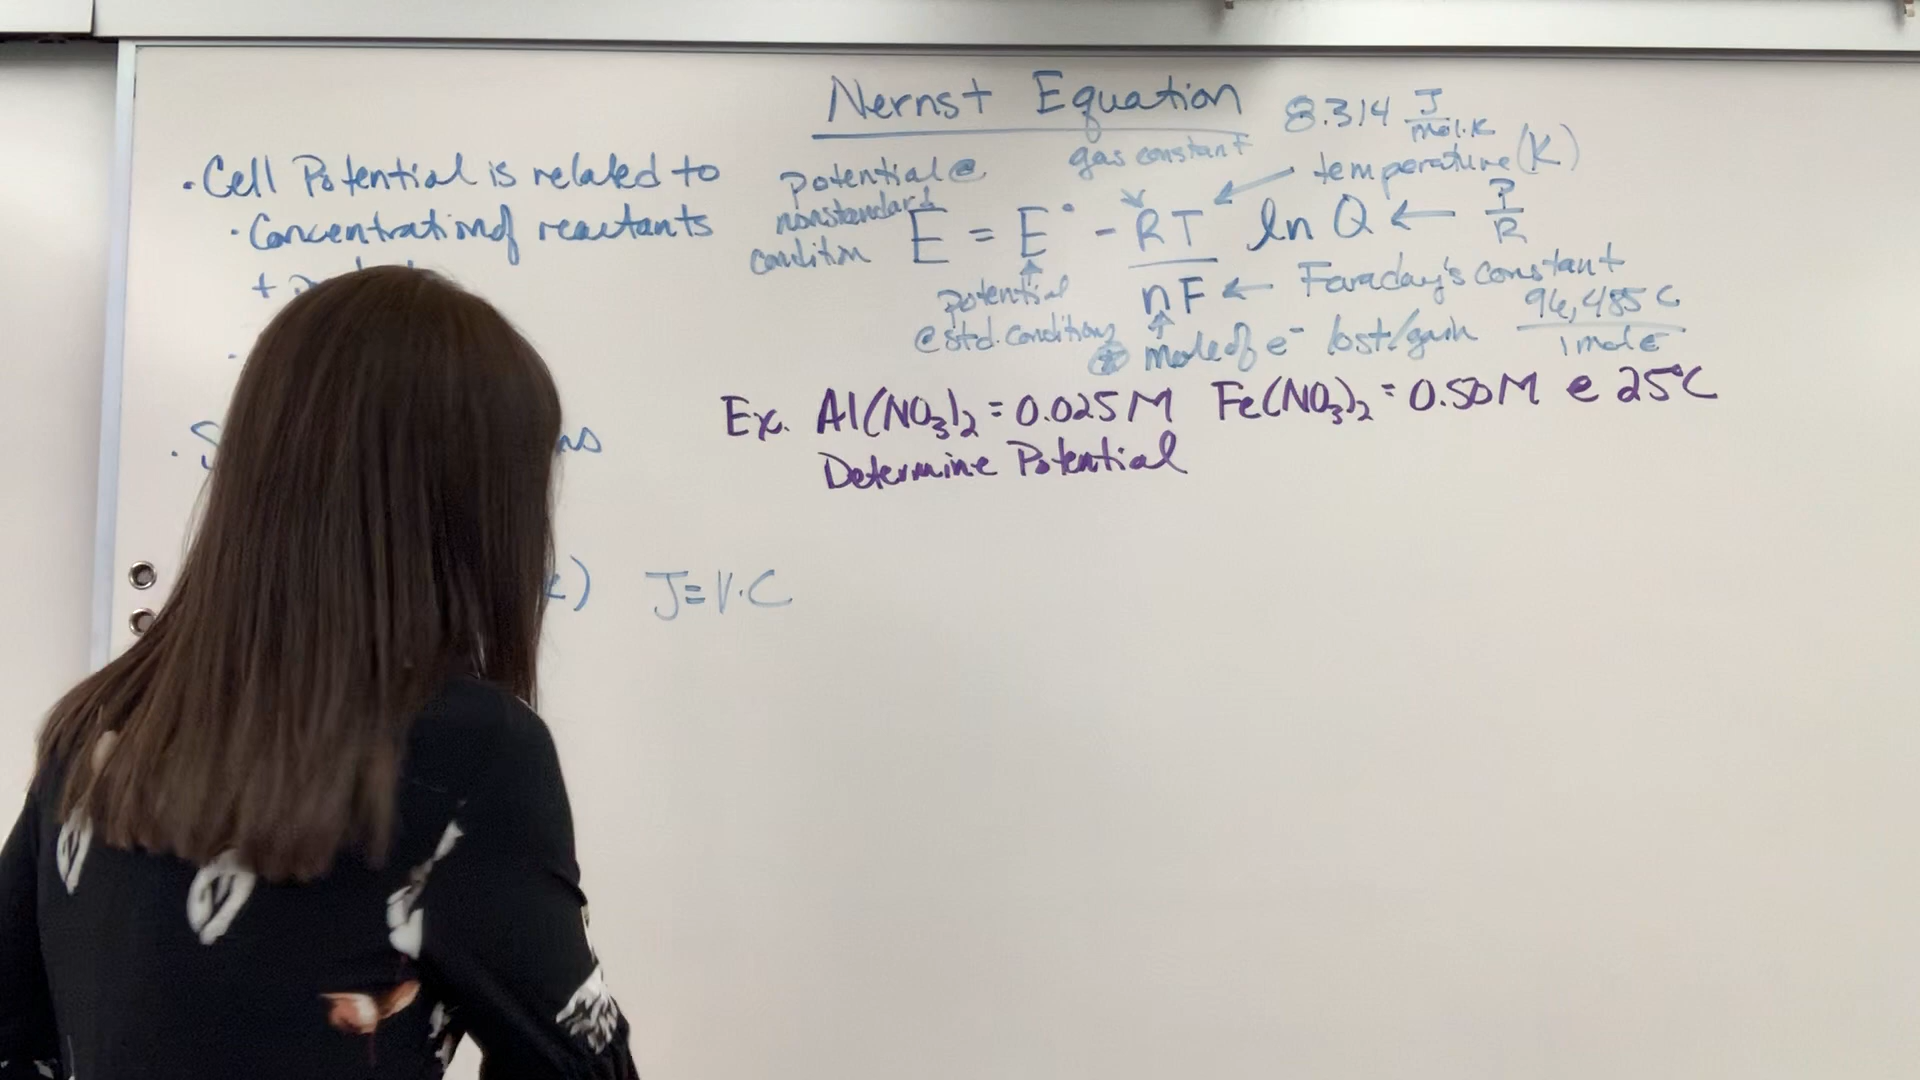 Nernst Equation
8.314 J/mol.K
• Cell Potential is related to
• Concentration of reactants
+
potential @
nonstandard
condition
gas constant
temperature (K)
E = E° - RT/nF ln Q ← P/R
potential
@ std. conditions
← Faraday's constant
96,485 C/1 mol e⁻
mole of e⁻ lost/gain
Ex. Al(NO3)2 = 0.025 M Fe(NO3)2 = 0.50 M @ 25°C
Determine Potential
J = V·C